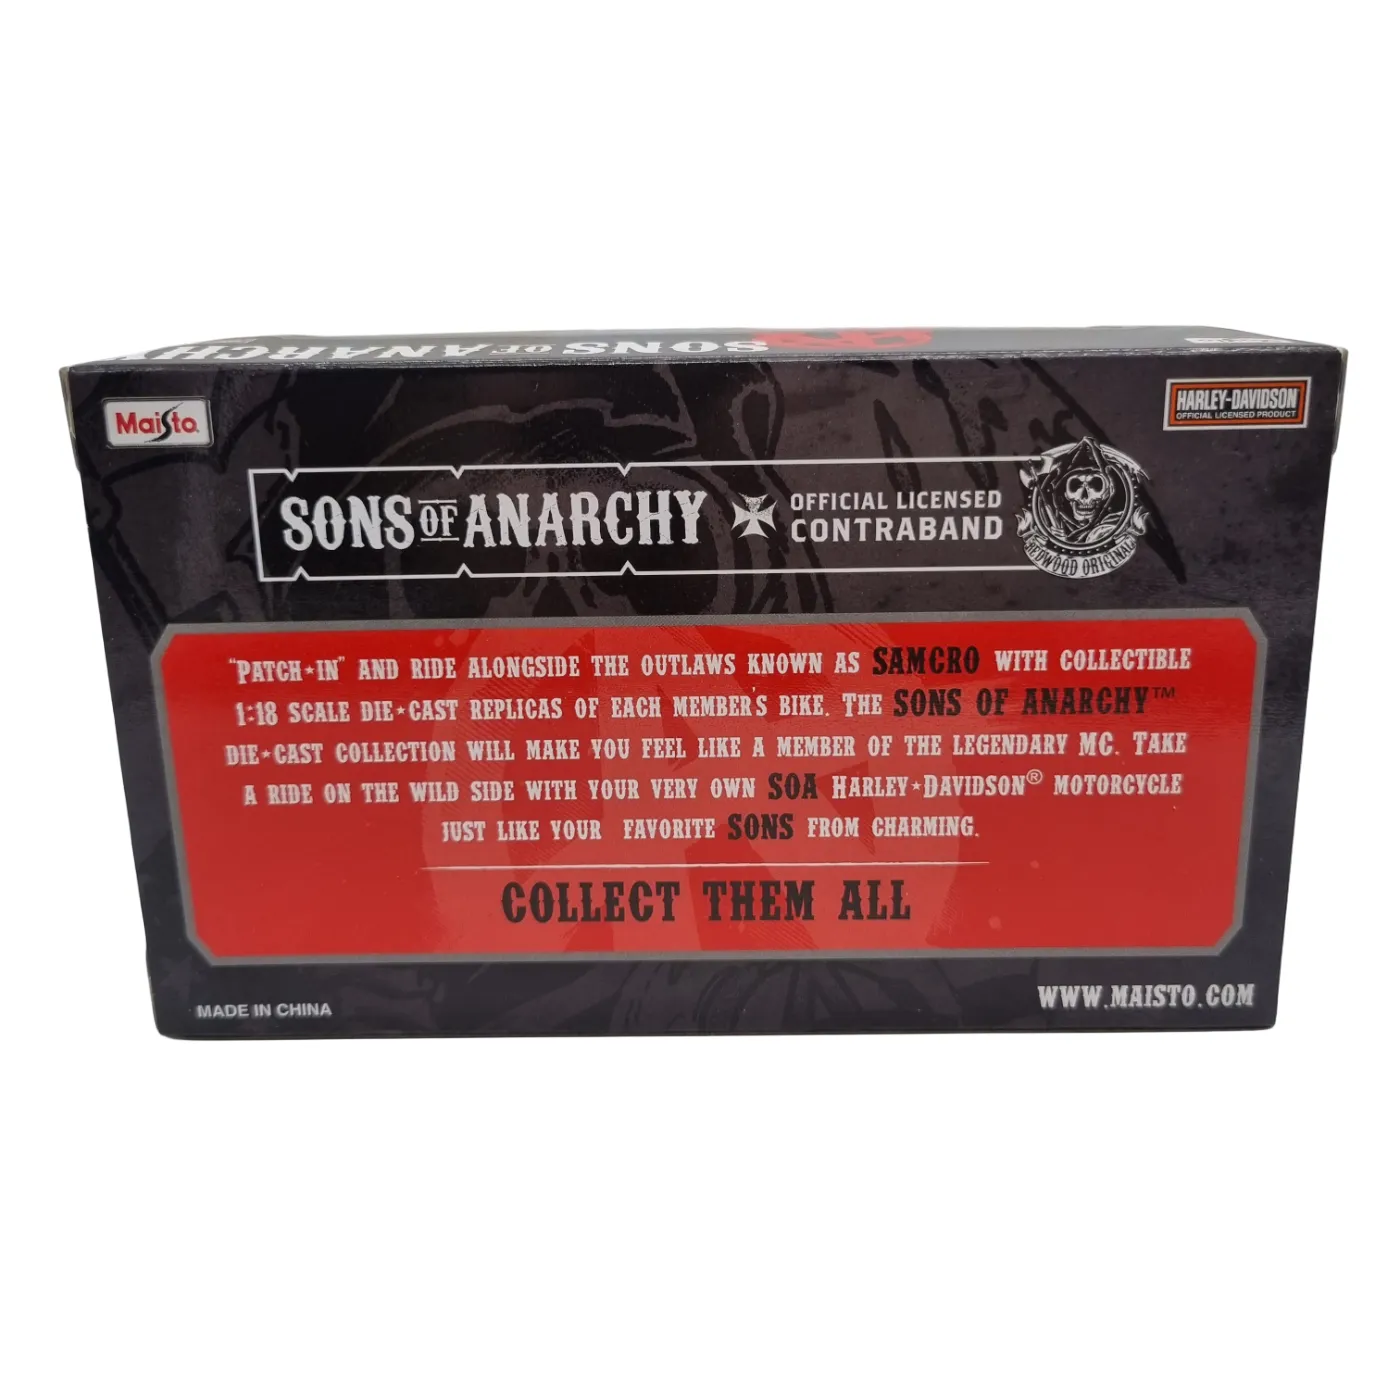 SONS OF ANARCHY
Maisto
HARLEY-DAVIDSON
OFFICIAL LICENSED PRODUCT
SONS OF ANARCHY
OFFICIAL LICENSED
CONTRABAND
REDWOOD ORIGINAL
"PATCH★IN" AND RIDE ALONGSIDE THE OUTLAWS KNOWN AS SAMCRO WITH COLLECTIBLE
1:18 SCALE DIE★CAST REPLICAS OF EACH MEMBER'S BIKE. THE SONS OF ANARCHY™
DIE★CAST COLLECTION WILL MAKE YOU FEEL LIKE A MEMBER OF THE LEGENDARY MC. TAKE
A RIDE ON THE WILD SIDE WITH YOUR VERY OWN SOA HARLEY★DAVIDSON® MOTORCYCLE
JUST LIKE YOUR FAVORITE SONS FROM CHARMING.
COLLECT THEM ALL
MADE IN CHINA
WWW.MAISTO.COM